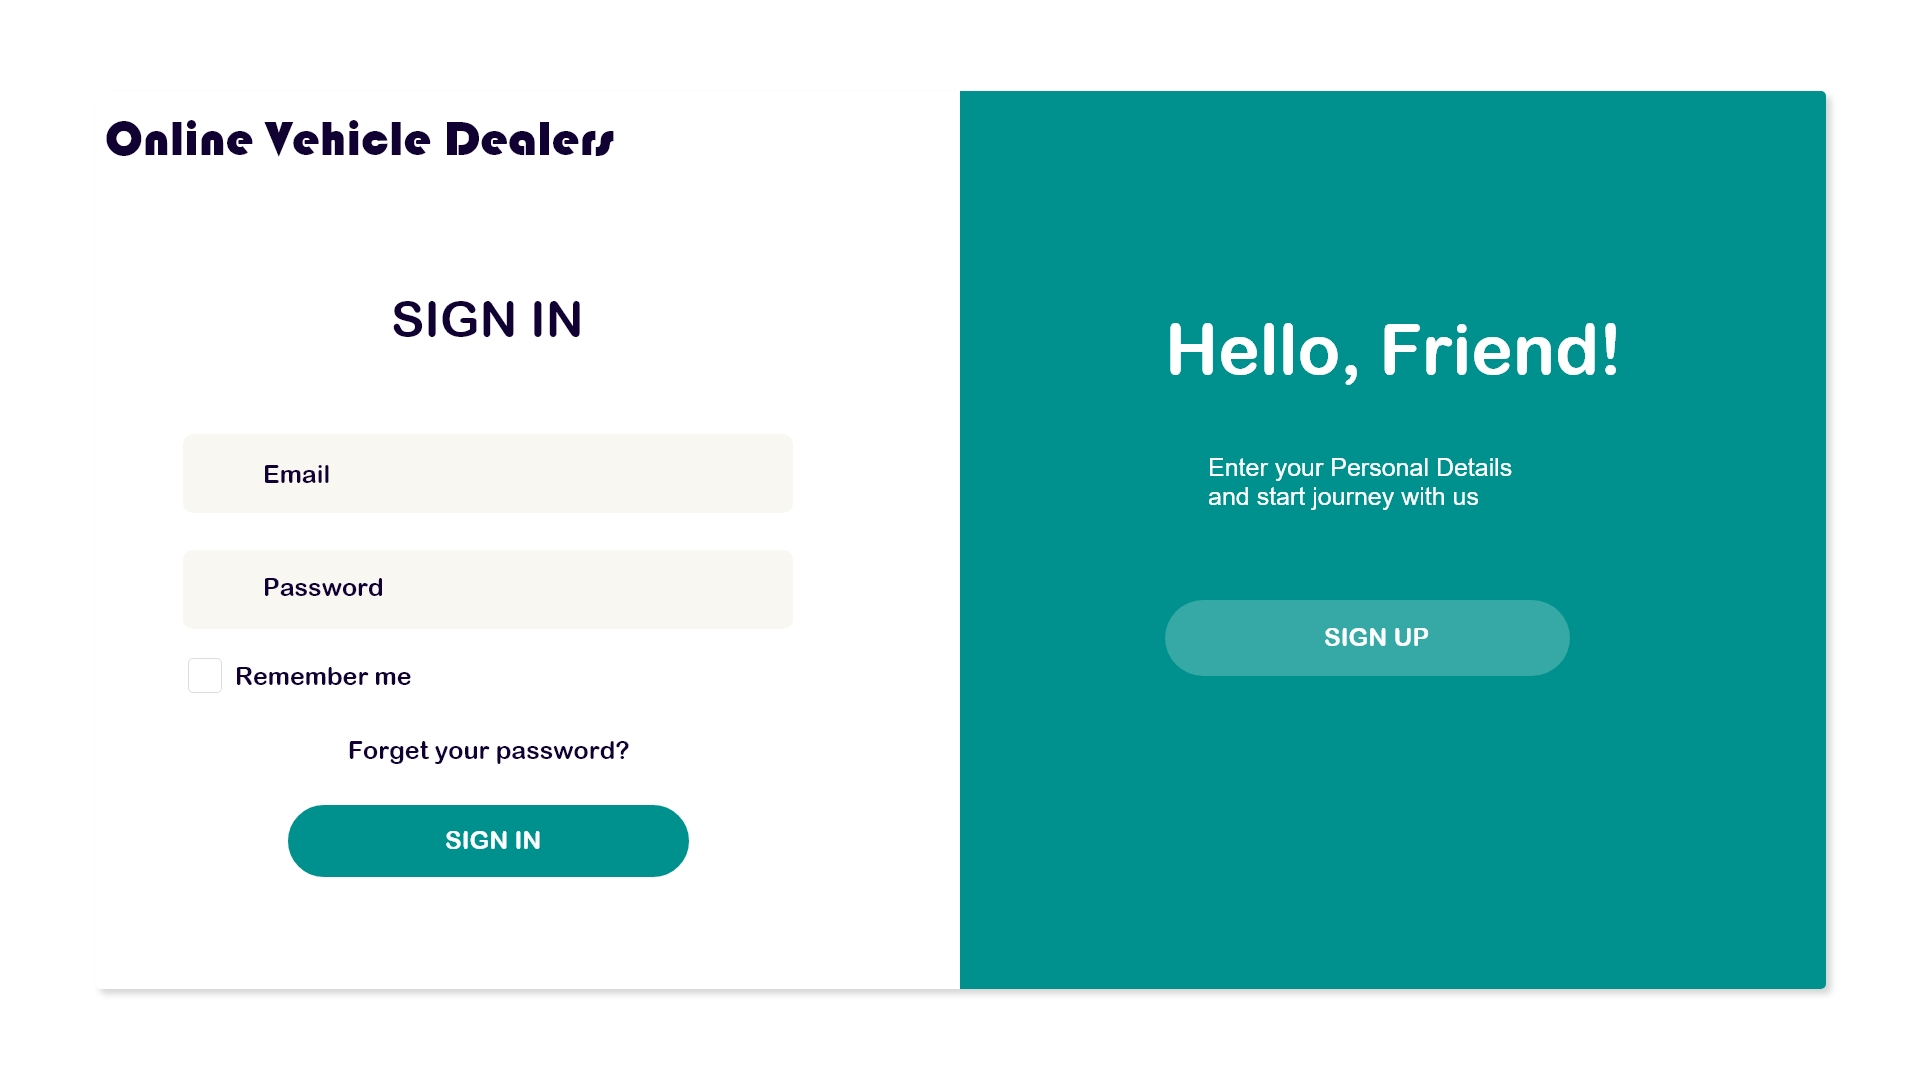 Online Vehicle Dealers
SIGN IN
Email
Password
Remember me
Forget your password?
SIGN IN
Hello, Friend!
Enter your Personal Details
and start journey with us
SIGN UP